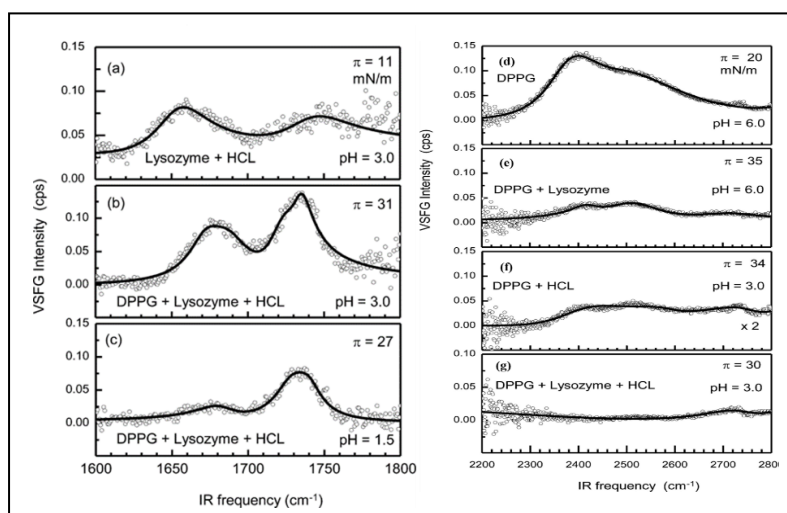 (a)
π = 11
mN/m
Lysozyme + HCL
pH = 3.0
0.15
0.10
0.05
0.00
(b)
π = 31
DPPG + Lysozyme + HCL
pH = 3.0
0.10
0.05
0.00
0.15
(c)
π = 27
DPPG + Lysozyme + HCL
pH = 1.5
0.10
0.05
0.00
VSFG Intensity (cps)
1600 1650 1700 1750 1800
IR frequency (cm-1)
(d)
π = 20
mN/m
DPPG
pH = 6.0
0.15
0.10
0.05
0.00
(e)
π = 35
DPPG + Lysozyme
pH = 6.0
0.10
0.05
0.00
(f)
π = 34
DPPG + HCL
pH = 3.0
x 2
0.10
0.05
0.00
(g)
π = 30
DPPG + Lysozyme + HCL
pH = 3.0
0.10
0.05
0.00
VSFG Intensity (cps)
2200 2300 2400 2500 2600 2700 280
IR frequency (cm-1)